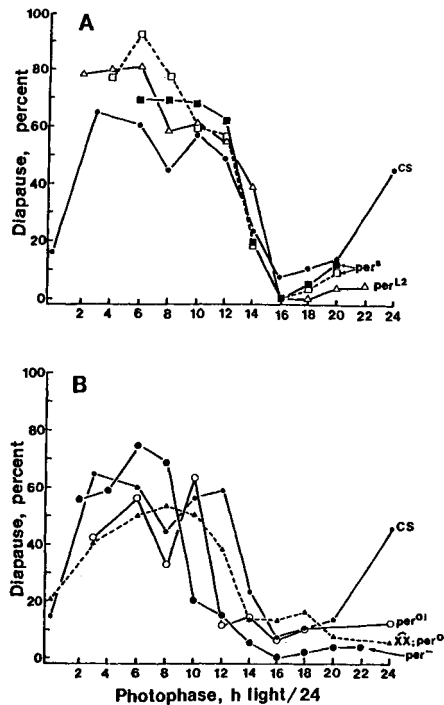 A
Diapause, percent
100
80
60
40
20
0
CS
per^s
per^L2
2 4 6 8 10 12 14 16 18 20 22 24
B
Diapause, percent
100
80
60
40
20
0
CS
per^01
X͡X; per^0
per^–
2 4 6 8 10 12 14 16 18 20 22 24
Photophase, h light/24